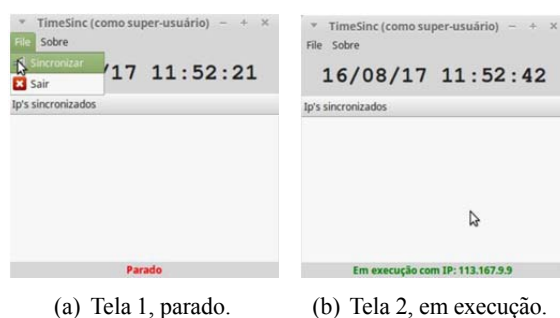 TimeSinc (como super-usuário)
File Sobre
Sincronizar
Sair
/17 11:52:21
Ip's sincronizados
Parado
(a) Tela 1, parado.
TimeSinc (como super-usuário)
File Sobre
16/08/17 11:52:42
Ip's sincronizados
Em execução com IP: 113.167.9.9
(b) Tela 2, em execução.